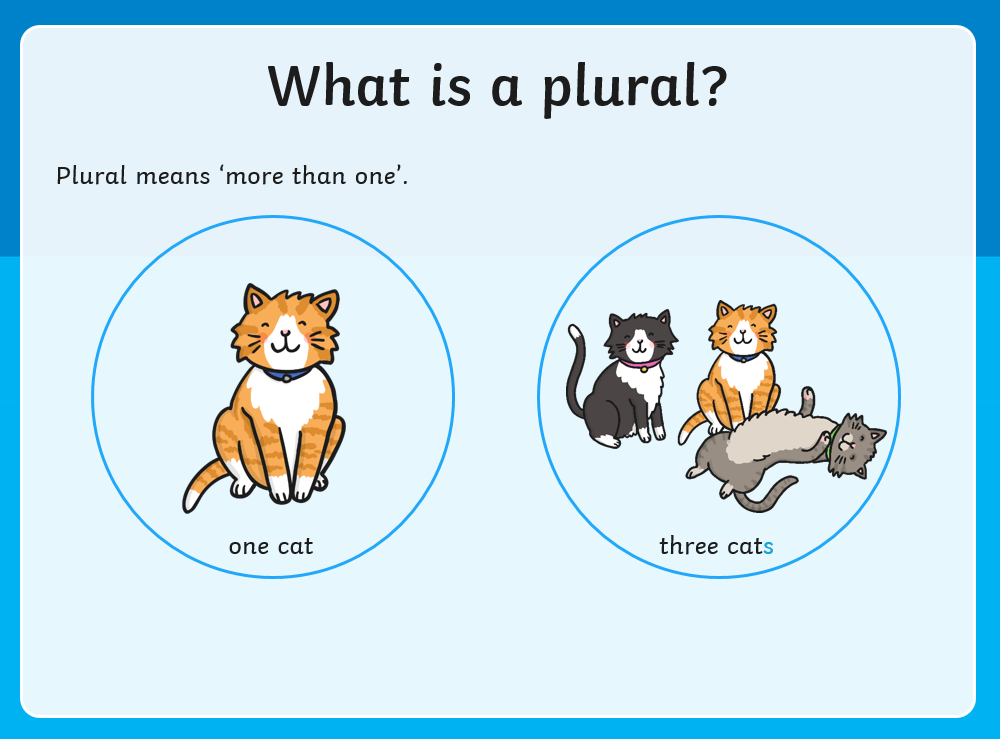 What is a plural?
Plural means ‘more than one’.
one cat
three cats